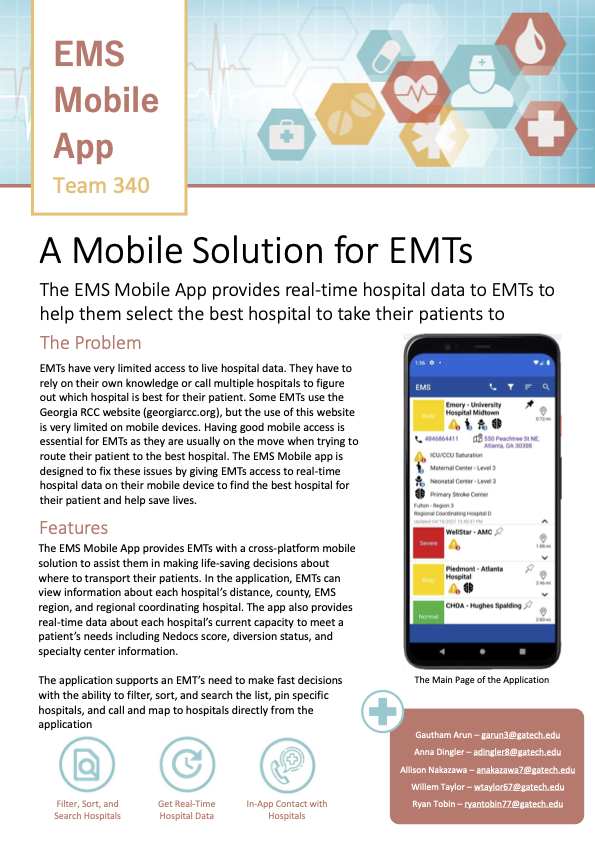 EMS
Mobile
App
Team 340
A Mobile Solution for EMTs
The EMS Mobile App provides real-time hospital data to EMTs to
help them select the best hospital to take their patients to
The Problem
EMTs have very limited access to live hospital data. They have to
rely on their own knowledge or call multiple hospitals to figure
out which hospital is best for their patient. Some EMTs use the
Georgia RCC website (georgiarcc.org), but the use of this website
is very limited on mobile devices. Having good mobile access is
essential for EMTs as they are usually on the move when trying to
route their patient to the best hospital. The EMS Mobile app is
designed to fix these issues by giving EMTs access to real-time
hospital data on their mobile device to find the best hospital for
their patient and help save lives.
Features
The EMS Mobile App provides EMTs with a cross-platform mobile
solution to assist them in making life-saving decisions about
where to transport their patients. In the application, EMTs can
view information about each hospital's distance, county, EMS
region, and regional coordinating hospital. The app also provides
real-time data about each hospital's current capacity to meet a
patient's needs including Nedocs score, diversion status, and
specialty center information.
The application supports an EMT's need to make fast decisions
with the ability to filter, sort, and search the list, pin specific
hospitals, and call and map to hospitals directly from the
application
Filter, Sort, and
Search Hospitals
Get Real-Time
Hospital Data
In-App Contact with
Hospitals
1:56
EMS
Busy
Emory - University
Hospital Midtown
0.72 mi
4046864411
550 Peachtree St NE,
Atlanta, GA 30308
ICU/CCU Saturation
Maternal Center - Level 3
Neonatal Center - Level 3
Primary Stroke Center
Fulton - Region 3
Regional Coordinating Hospital D
Updated 04/18/2021 12:45:21 PM
Severe
WellStar - AMC
1.66 mi
Busy
Piedmont - Atlanta
Hospital
2.46 mi
Normal
CHOA - Hughes Spalding
2.80 mi
The Main Page of the Application
Gautham Arun – garun3@gatech.edu
Anna Dingler – adingler8@gatech.edu
Allison Nakazawa – anakazawa7@gatech.edu
Willem Taylor – wtaylor67@gatech.edu
Ryan Tobin – ryantobin77@gatech.edu